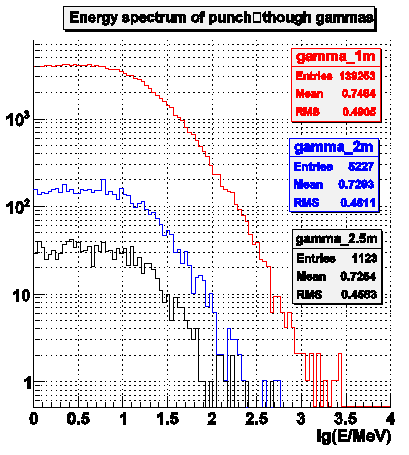 Energy spectrum of punch□though gammas
gamma_1m
Entries 139253
Mean 0.7464
RMS 0.4905
gamma_2m
Entries 5227
Mean 0.7293
RMS 0.4811
gamma_2.5m
Entries 1123
Mean 0.7254
RMS 0.4583
10³
10²
10
1
0 0.5 1 1.5 2 2.5 3 3.5 4
lg(E/MeV)